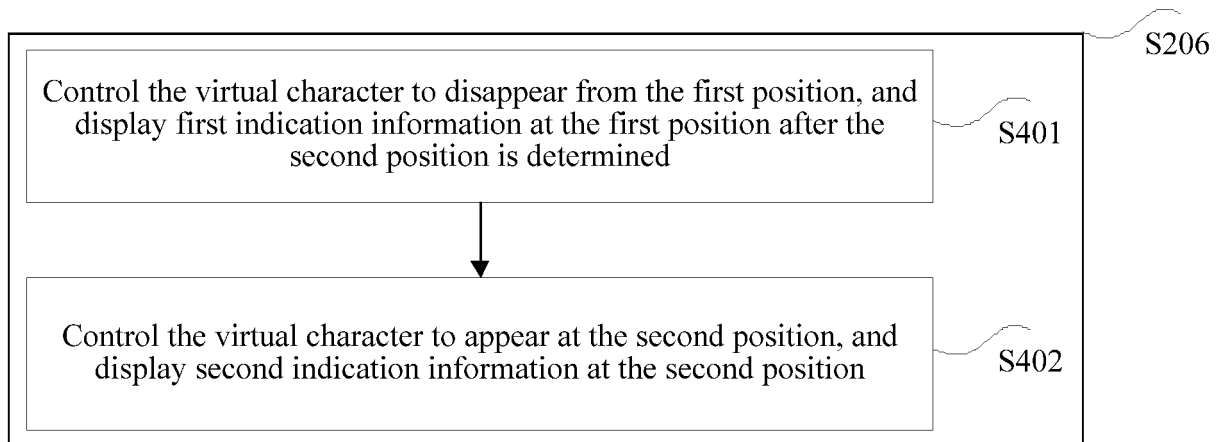 S206
Control the virtual character to disappear from the first position, and
display first indication information at the first position after the
second position is determined
S401
Control the virtual character to appear at the second position, and
display second indication information at the second position
S402